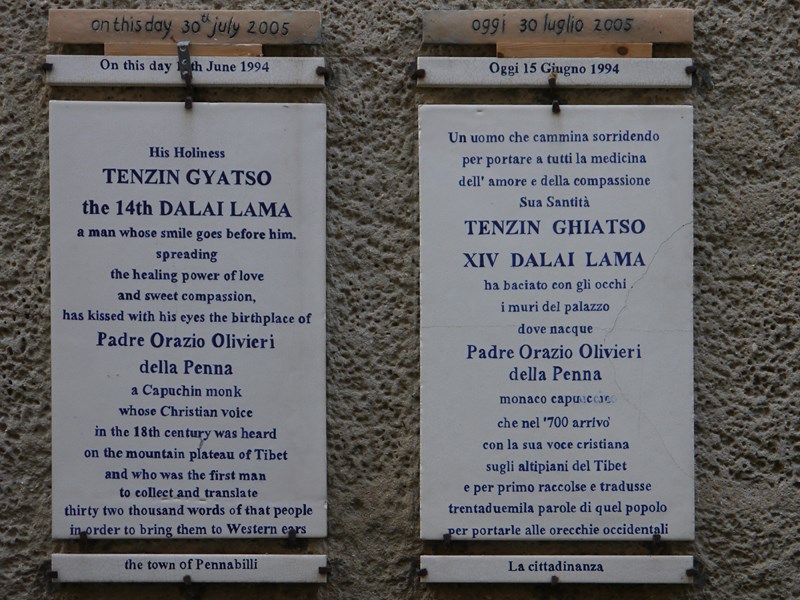 on this day 30th july 2005
On this day th June 1994
His Holiness
TENZIN GYATSO
the 14th DALAI LAMA
a man whose smile goes before him.
spreading
the healing power of love
and sweet compassion,
has kissed with his eyes the birthplace of
Padre Orazio Olivieri
della Penna
a Capuchin monk
whose Christian voice
in the 18th century was heard
on the mountain plateau of Tibet
and who was the first man
to collect and translate
thirty two thousand words of that people
in order to bring them to Western ears
the town of Pennabilli
oggi 30 luglio 2005
Oggi 15 Giugno 1994
Un uomo che cammina sorridendo
per portare a tutti la medicina
dell' amore e della compassione
Sua Santità
TENZIN GHIATSO
XIV DALAI LAMA
ha baciato con gli occhi
i muri del palazzo
dove nacque
Padre Orazio Olivieri
della Penna
monaco capuccino
che nel '700 arrivò
con la sua voce cristiana
sugli altipiani del Tibet
e per primo raccolse e tradusse
trentaduemila parole di quel popolo
per portarle alle orecchie occidentali
La cittadinanza